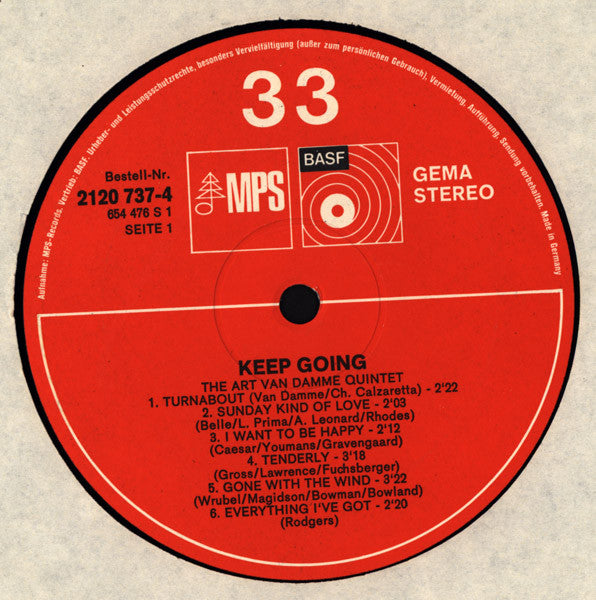 Aufnahme: MPS-Records. Vertrieb: BASF. Urheber- und Leistungsschutzrechte, besonders Vervielfältigung (außer zum persönlichen Gebrauch), Vermietung, Aufführung, Sendung vorbehalten. Made in Germany
33
Bestell-Nr.
2120 737-4
654 476 S 1
SEITE 1
MPS
BASF
GEMA
STEREO
KEEP GOING
THE ART VAN DAMME QUINTET
1. TURNABOUT (Van Damme/Ch. Calzaretta) - 2'22
2. SUNDAY KIND OF LOVE - 2'03
(Belle/L. Prima/A. Leonard/Rhodes)
3. I WANT TO BE HAPPY - 2'12
(Caesar/Youmans/Gravengaard)
4. TENDERLY - 3'18
(Gross/Lawrence/Fuchsberger)
5. GONE WITH THE WIND - 3'22
(Wrubel/Magidson/Bowman/Bowland)
6. EVERYTHING I'VE GOT - 2'20
(Rodgers)